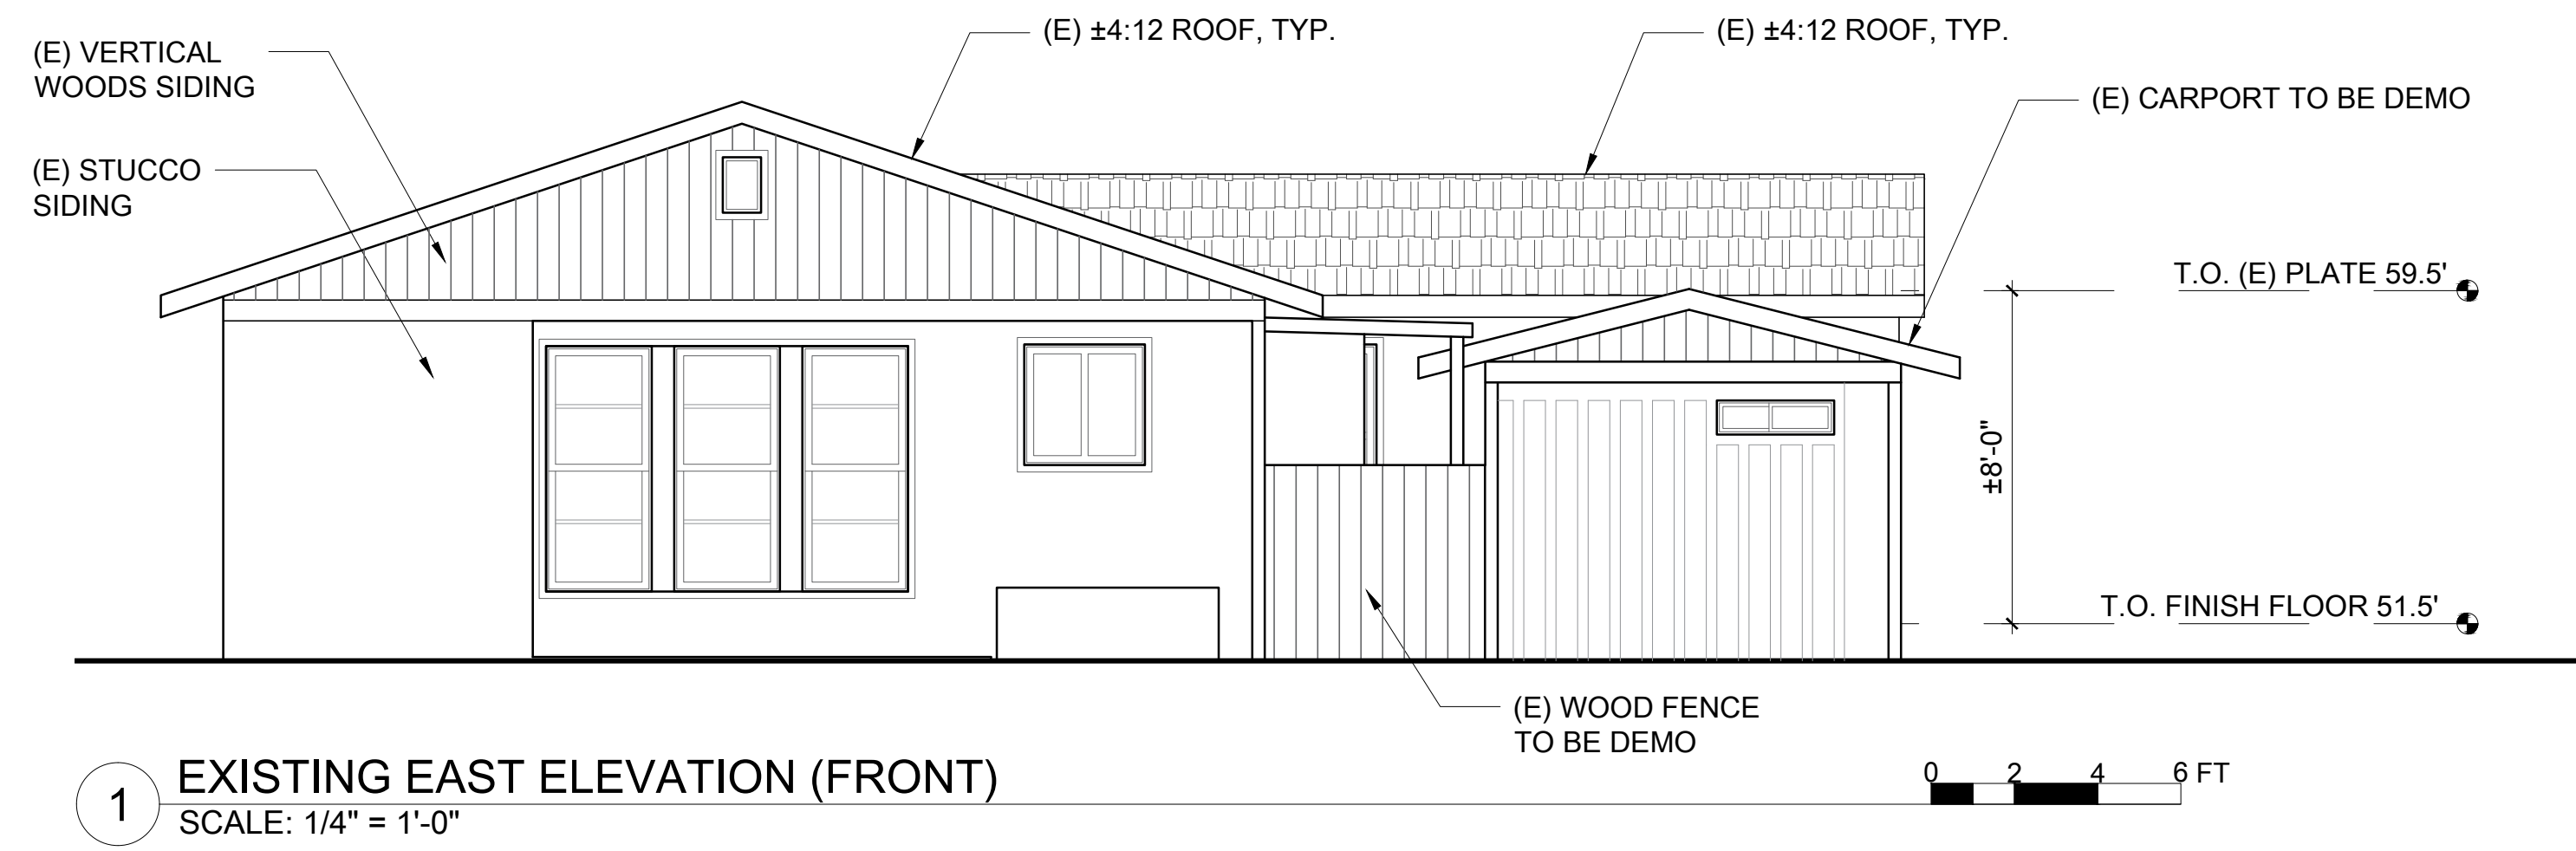 (E) VERTICAL
WOODS SIDING
(E) STUCCO
SIDING
(E) ±4:12 ROOF, TYP.
(E) ±4:12 ROOF, TYP.
(E) CARPORT TO BE DEMO
T.O. (E) PLATE 59.5'
±8'-0"
T.O. FINISH FLOOR 51.5'
(E) WOOD FENCE
TO BE DEMO
1
EXISTING EAST ELEVATION (FRONT)
SCALE: 1/4" = 1'-0"
0 2 4 6 FT